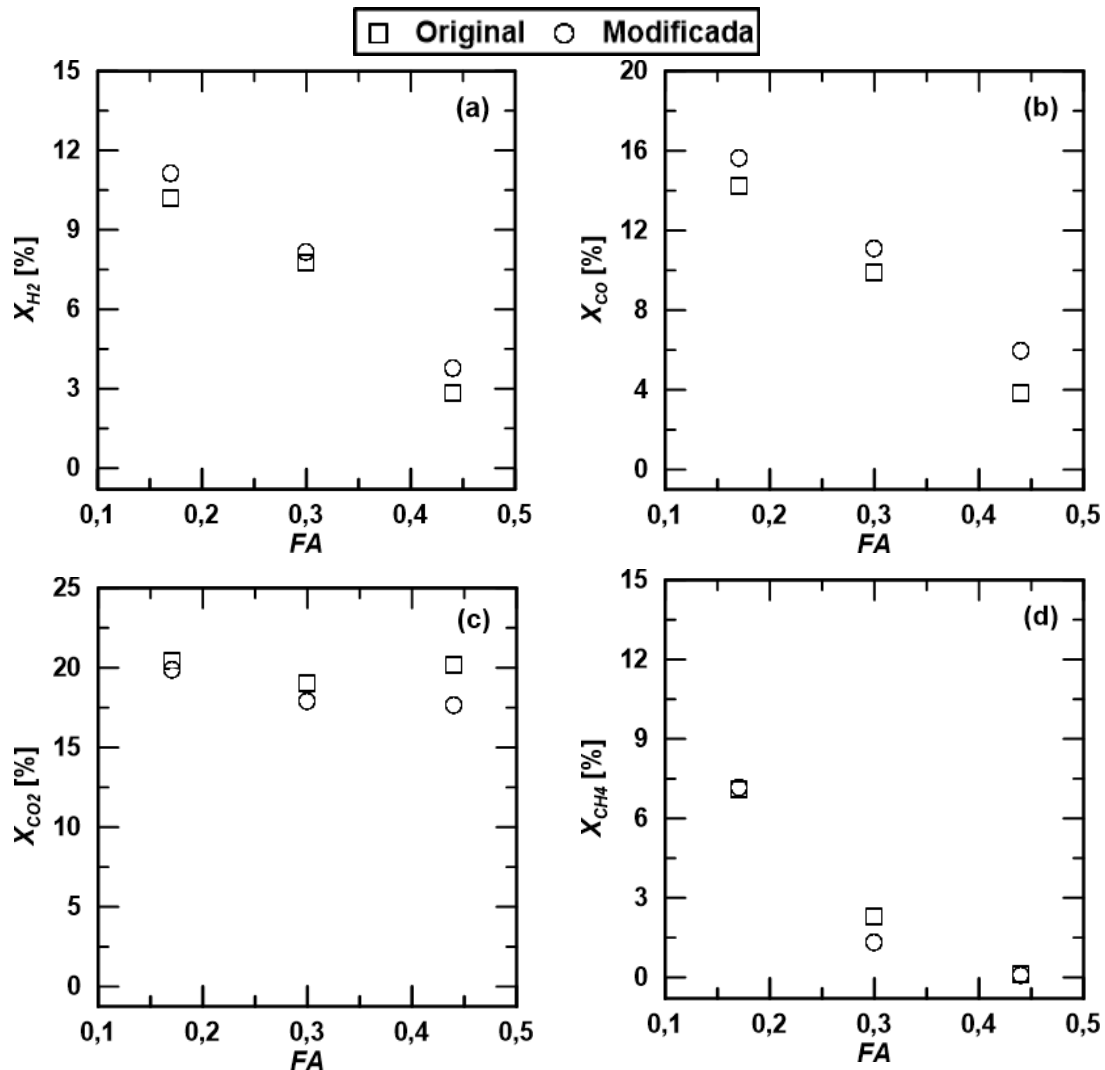 Original Modificada
(a)
15
12
9
6
3
0
X_H2 [%]
0,1 0,2 0,3 0,4 0,5
FA
(b)
20
16
12
8
4
0
X_CO [%]
0,1 0,2 0,3 0,4 0,5
FA
(c)
25
20
15
10
5
0
X_CO2 [%]
0,1 0,2 0,3 0,4 0,5
FA
(d)
15
12
9
6
3
0
X_CH4 [%]
0,1 0,2 0,3 0,4 0,5
FA